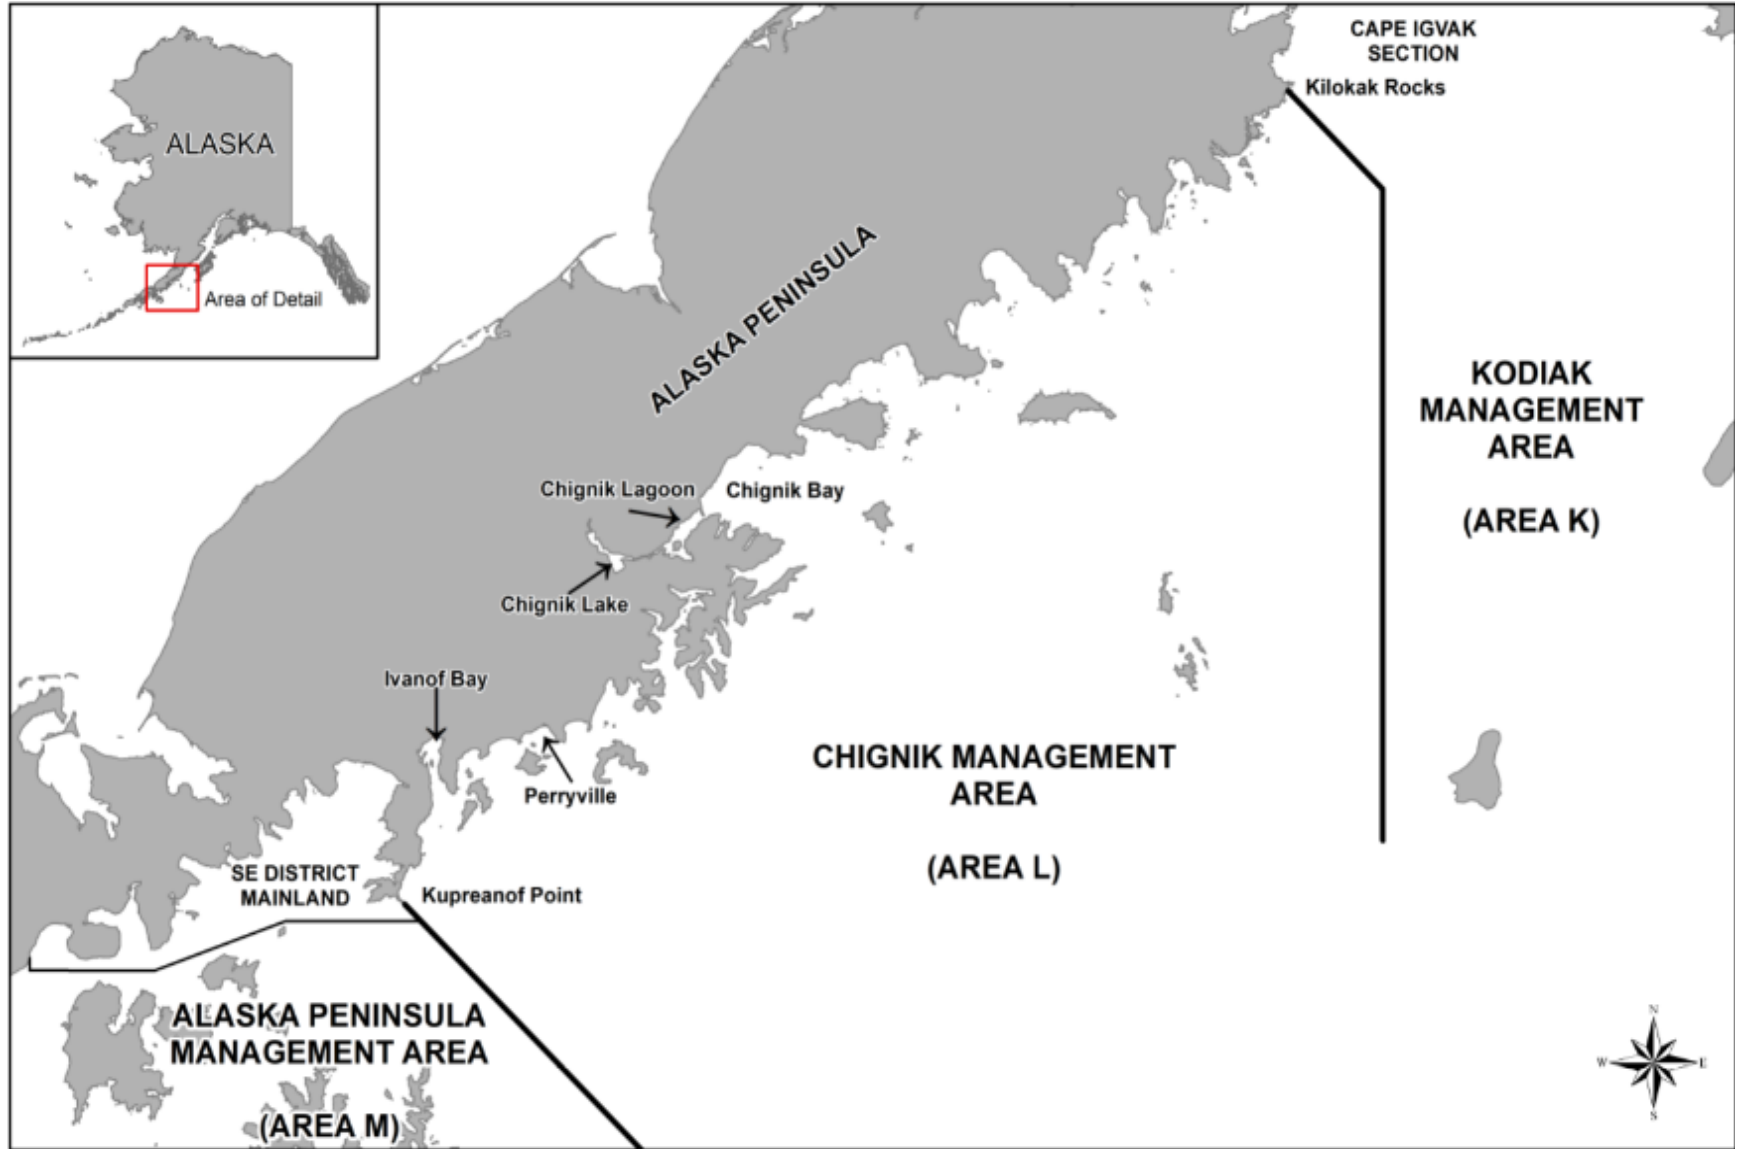 CAPE IGVAK
SECTION
Kilokak Rocks
ALASKA
Area of Detail
ALASKA PENINSULA
KODIAK
MANAGEMENT
AREA
(AREA K)
Chignik Lagoon
Chignik Bay
Chignik Lake
Ivanof Bay
Perryville
CHIGNIK MANAGEMENT
AREA
(AREA L)
SE DISTRICT
MAINLAND
Kupreanof Point
ALASKA PENINSULA
MANAGEMENT AREA
(AREA M)
N
W E
S